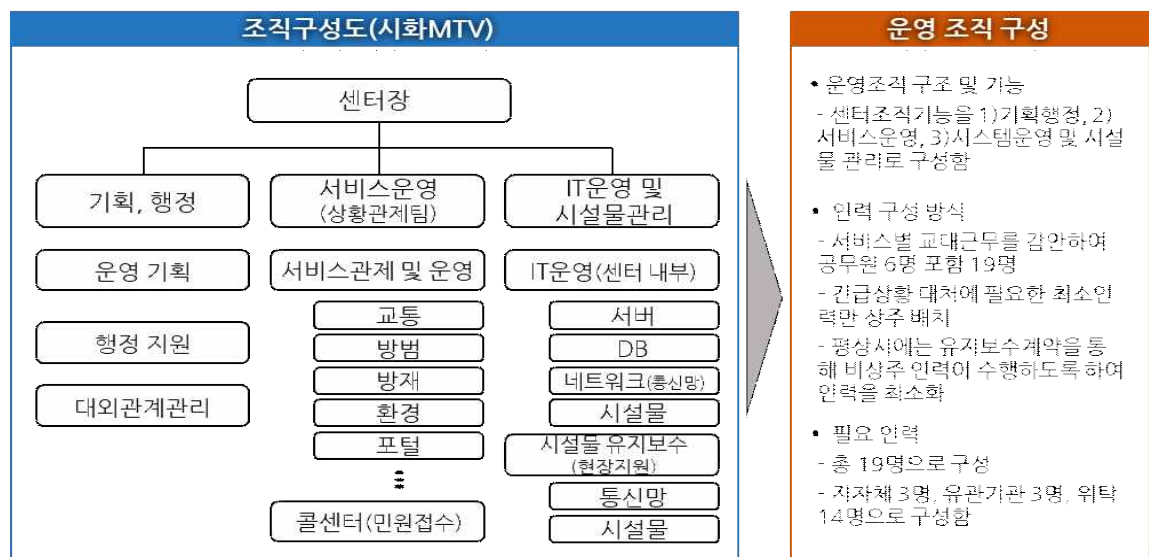 조직구성도(시화MTV)
센터장
기획, 행정
운영 기획
행정 지원
대외관계관리
서비스운영
(상황관제팀)
서비스관제 및 운영
교통
방범
방재
환경
포털
콜센터(민원접수)
IT운영 및
시설물관리
IT운영(센터 내부)
서버
DB
네트워크(통신망)
시설물
시설물 유지보수
(현장지원)
통신망
시설물
운영 조직 구성
• 운영조직 구조 및 기능
- 센터조직기능을 1)기획행정, 2)
서비스운영, 3)시스템운영 및 시설
물 관리로 구성함
• 인력 구성 방식
- 서비스별 교대근무를 감안하여
공무원 6명 포함 19명
- 긴급상황 대처에 필요한 최소인
력만 상주 배치
- 평상시에는 유지보수계약을 통
해 비상주 인력이 수행하도록 하여
인력을 최소화
• 필요 인력
- 총 19명으로 구성
- 지자체 3명, 유관기관 3명, 위탁
14명으로 구성함